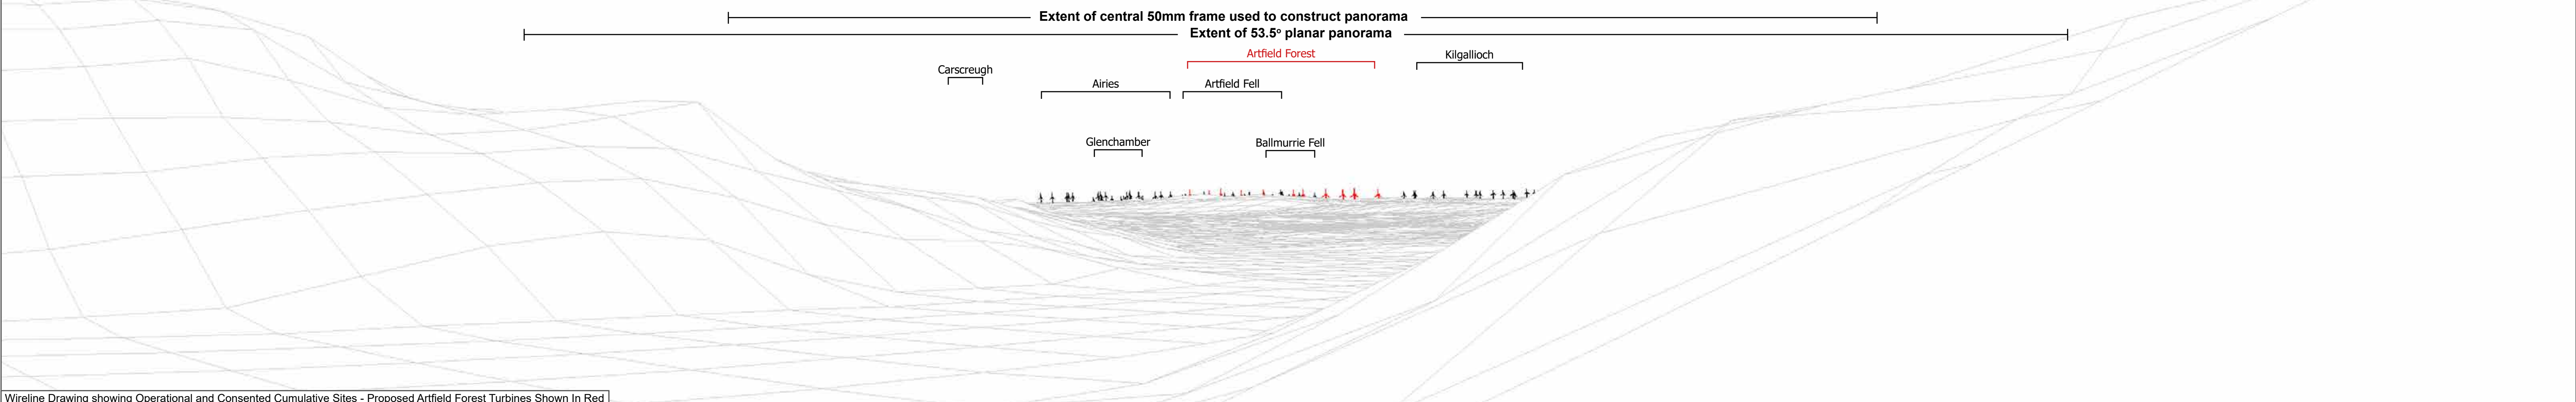 Extent of central 50mm frame used to construct panorama
Extent of 53.5º planar panorama
Artfield Forest
Kilgallioch
Carscreugh
Airies
Artfield Fell
Glenchamber
Ballmurrie Fell
Wireline Drawing showing Operational and Consented Cumulative Sites - Proposed Artfield Forest Turbines Shown In Red